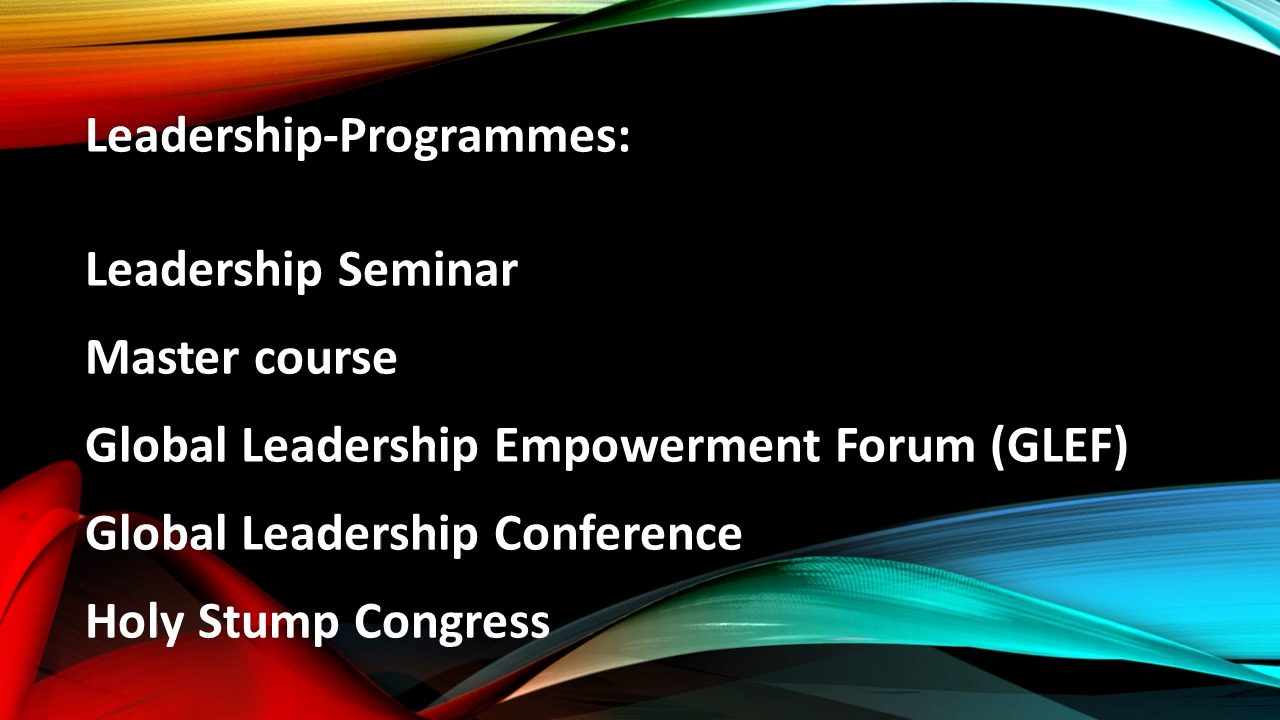 Leadership-Programmes:
Leadership Seminar
Master course
Global Leadership Empowerment Forum (GLEF)
Global Leadership Conference
Holy Stump Congress